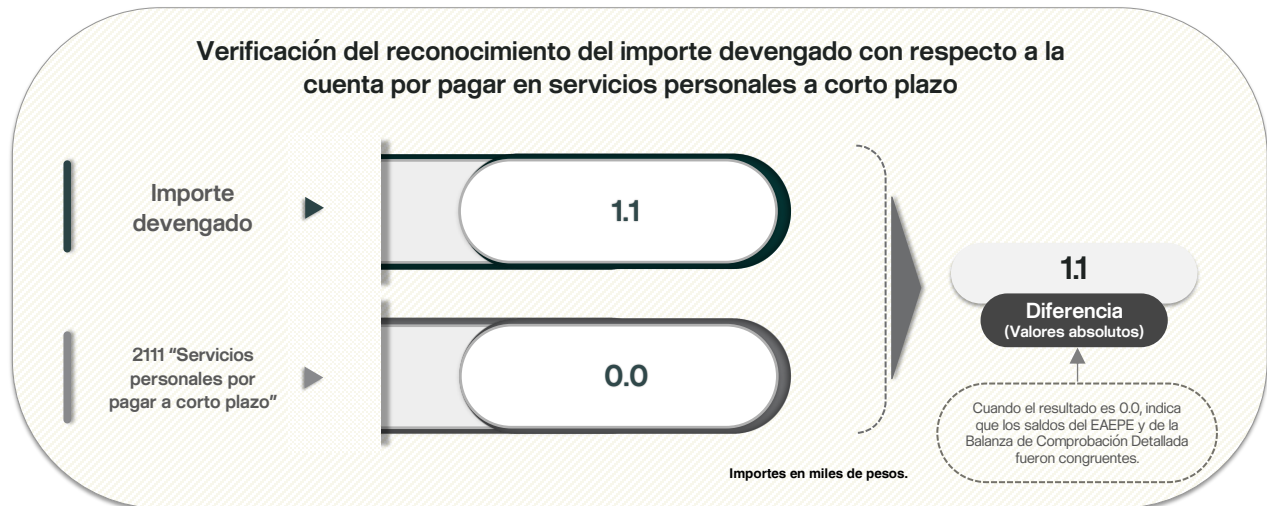 Verificación del reconocimiento del importe devengado con respecto a la
cuenta por pagar en servicios personales a corto plazo
Importe
devengado
1.1
2111 “Servicios
personales por
pagar a corto plazo”
0.0
1.1
Diferencia
(Valores absolutos)
Cuando el resultado es 0.0, indica
que los saldos del EAEPE y de la
Balanza de Comprobación Detallada
fueron congruentes.
Importes en miles de pesos.